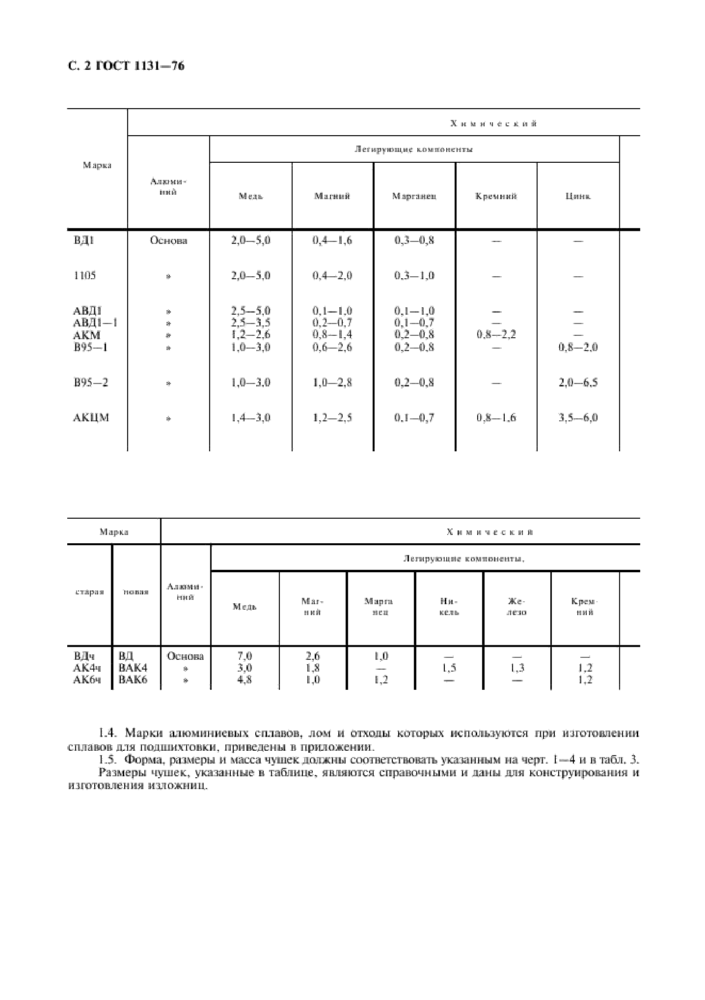 С. 2 ГОСТ 1131—76
Химический
Легирующие компоненты
Марка
Алюми-
ний
Медь Магний Марганец Кремний Цинк
ВД1 Основа 2,0—5,0 0,4—1,6 0,3—0,8 — —
1105 » 2,0—5,0 0,4—2,0 0,3—1,0 — —
АВД1 » 2,5—5,0 0,1—1,0 0,1—1,0 — —
АВД1—1 » 2,5—3,5 0,2—0,7 0,1—0,7 — —
АКМ » 1,2—2,6 0,8—1,4 0,2—0,8 0,8—2,2 —
В95—1 » 1,0—3,0 0,6—2,6 0,2—0,8 — 0,8—2,0
В95—2 » 1,0—3,0 1,0—2,8 0,2—0,8 — 2,0—6,5
АКЦМ » 1,4—3,0 1,2—2,5 0,1—0,7 0,8—1,6 3,5—6,0
Марка Химический
Легирующие компоненты,
старая новая
Алюми-
ний
Медь
Маг-
ний
Марга
нец
Ни-
кель
Же-
лезо
Крем-
ний
ВДч ВД Основа 7,0 2,6 1,0 — — —
АК4ч ВАК4 » 3,0 1,8 — 1,5 1,3 1,2
АК6ч ВАК6 » 4,8 1,0 1,2 — — 1,2
1.4. Марки алюминиевых сплавов, лом и отходы которых используются при изготовлении
сплавов для подшихтовки, приведены в приложении.
1.5. Форма, размеры и масса чушек должны соответствовать указанным на черт. 1—4 и в табл. 3.
Размеры чушек, указанные в таблице, являются справочными и даны для конструирования и
изготовления изложниц.